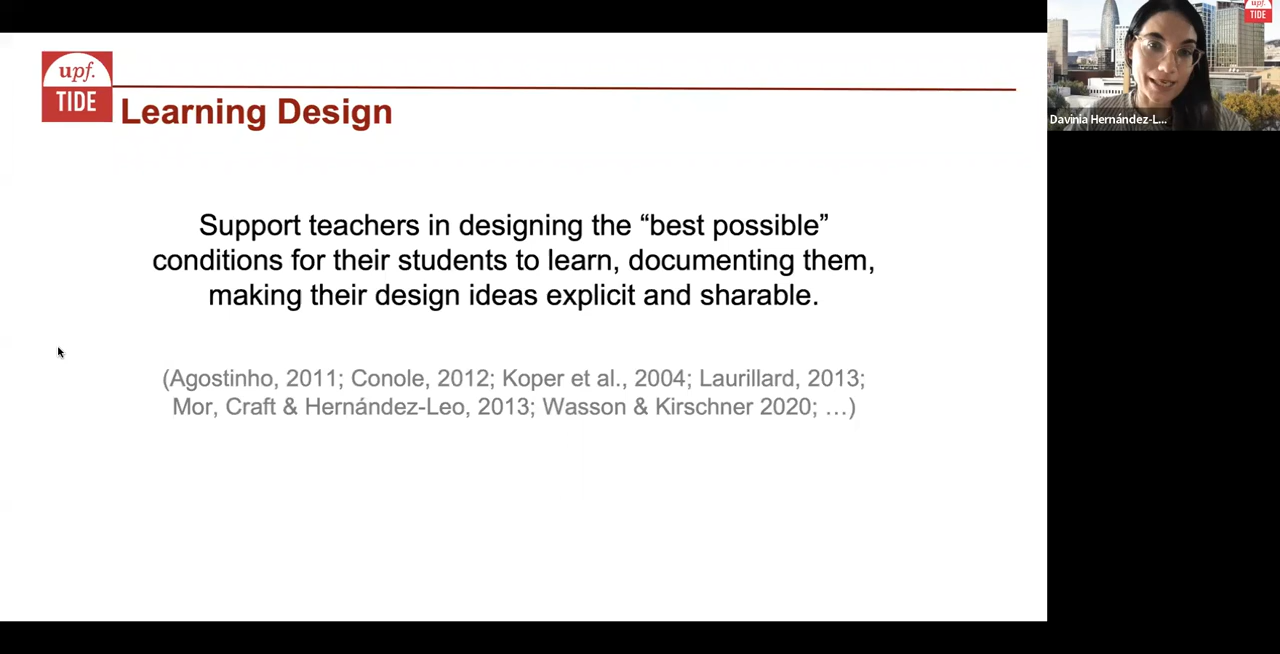 upf.
TIDE
Learning Design
Support teachers in designing the “best possible”
conditions for their students to learn, documenting them,
making their design ideas explicit and sharable.
(Agostinho, 2011; Conole, 2012; Koper et al., 2004; Laurillard, 2013;
Mor, Craft & Hernández-Leo, 2013; Wasson & Kirschner 2020; …)
upf.
TIDE
Davinia Hernández-L...